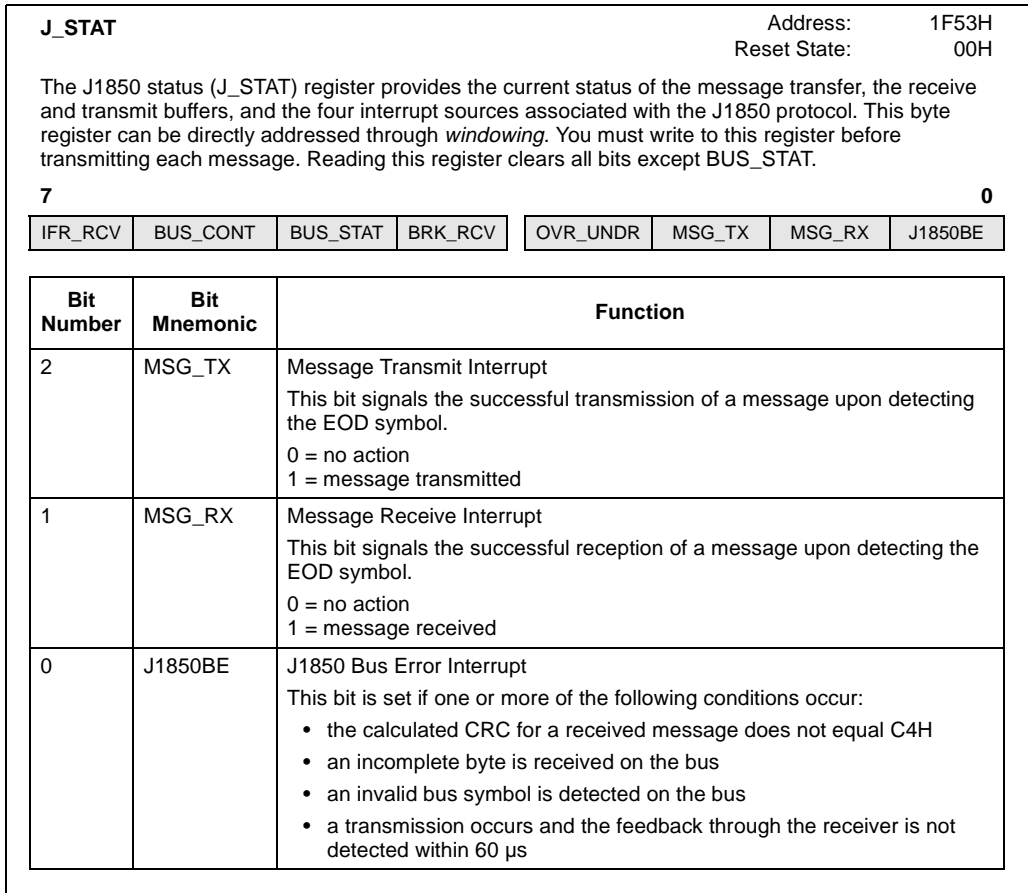 J_STAT
Address: 1F53H
Reset State: 00H
The J1850 status (J_STAT) register provides the current status of the message transfer, the receive
and transmit buffers, and the four interrupt sources associated with the J1850 protocol. This byte
register can be directly addressed through windowing. You must write to this register before
transmitting each message. Reading this register clears all bits except BUS_STAT.
7 0
IFR_RCV BUS_CONT BUS_STAT BRK_RCV OVR_UNDR MSG_TX MSG_RX J1850BE
Bit Number Bit Mnemonic Function
2 MSG_TX Message Transmit Interrupt
This bit signals the successful transmission of a message upon detecting
the EOD symbol.
0 = no action
1 = message transmitted
1 MSG_RX Message Receive Interrupt
This bit signals the successful reception of a message upon detecting the
EOD symbol.
0 = no action
1 = message received
0 J1850BE J1850 Bus Error Interrupt
This bit is set if one or more of the following conditions occur:
• the calculated CRC for a received message does not equal C4H
• an incomplete byte is received on the bus
• an invalid bus symbol is detected on the bus
• a transmission occurs and the feedback through the receiver is not
detected within 60 µs